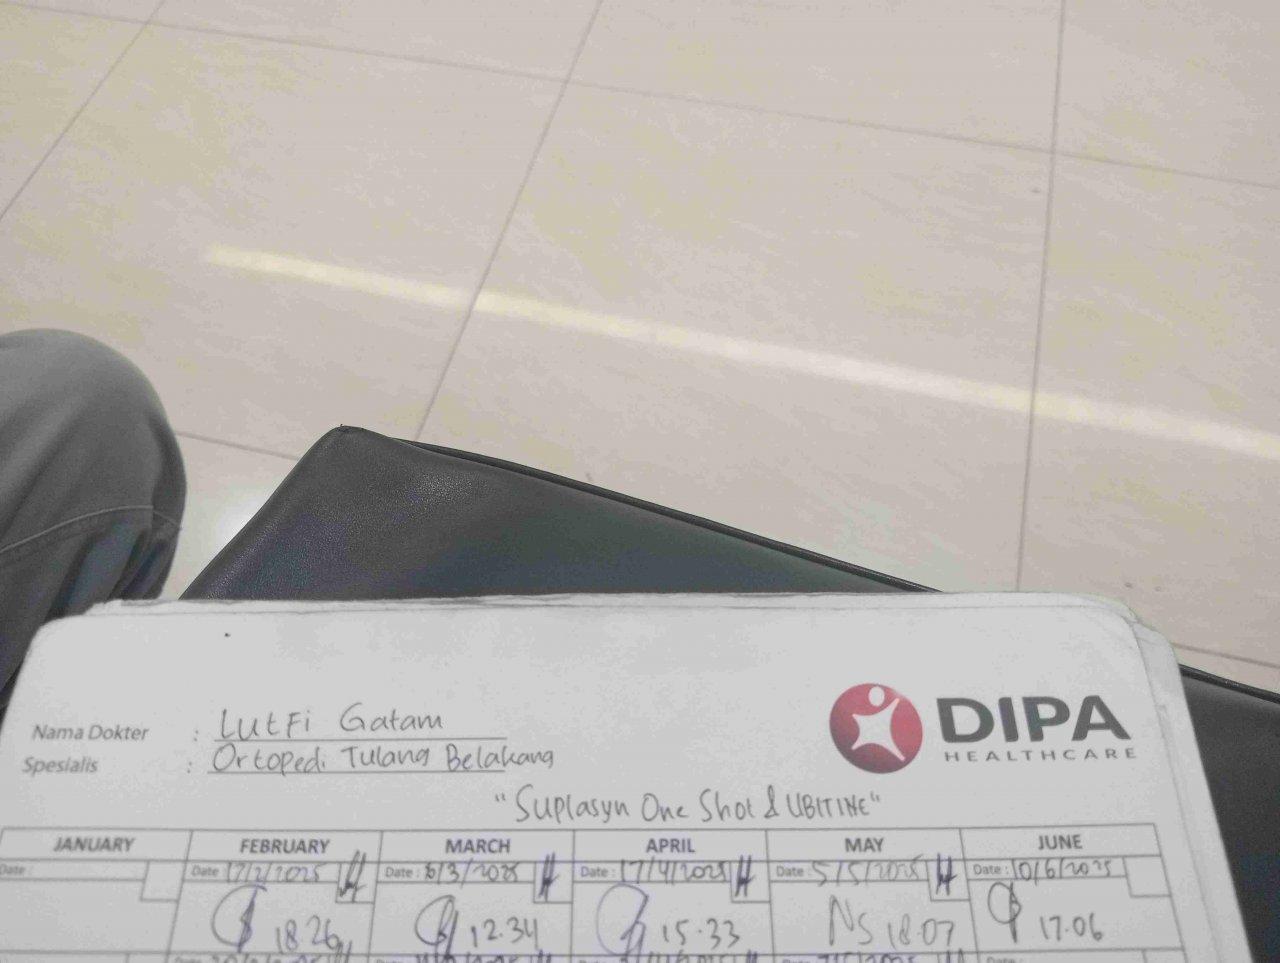 Nama Dokter : Lutfi Gatam
Spesialis : Ortopedi Tulang Belakang
DIPA
HEALTHCARE
"Suplasyn One Shot & UBITINE"
JANUARY FEBRUARY MARCH APRIL MAY JUNE
Date : Date 17/2/2025 Date : 6/3/2025 Date : 17/4/2025 Date : 5/5/2025 Date : 10/6/2025
18.26 12.34 15.33 NS 18.07 17.06